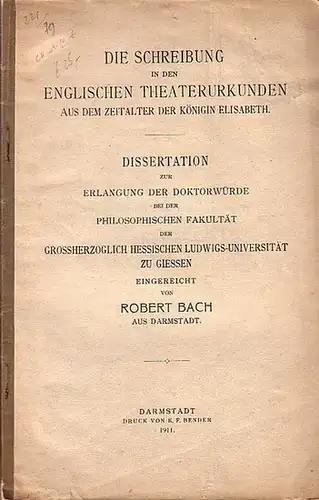 DIE SCHREIBUNG
IN DEN
ENGLISCHEN THEATERURKUNDEN
AUS DEM ZEITALTER DER KÖNIGIN ELISABETH.
DISSERTATION
ZUR
ERLANGUNG DER DOKTORWÜRDE
BEI DER
PHILOSOPHISCHEN FAKULTÄT
DER
GROSSHERZOGLICH HESSISCHEN LUDWIGS-UNIVERSITÄT
ZU GIESSEN
EINGEREICHT
VON
ROBERT BACH
AUS DARMSTADT.
DARMSTADT
DRUCK VON K. F. BENDER
1911.